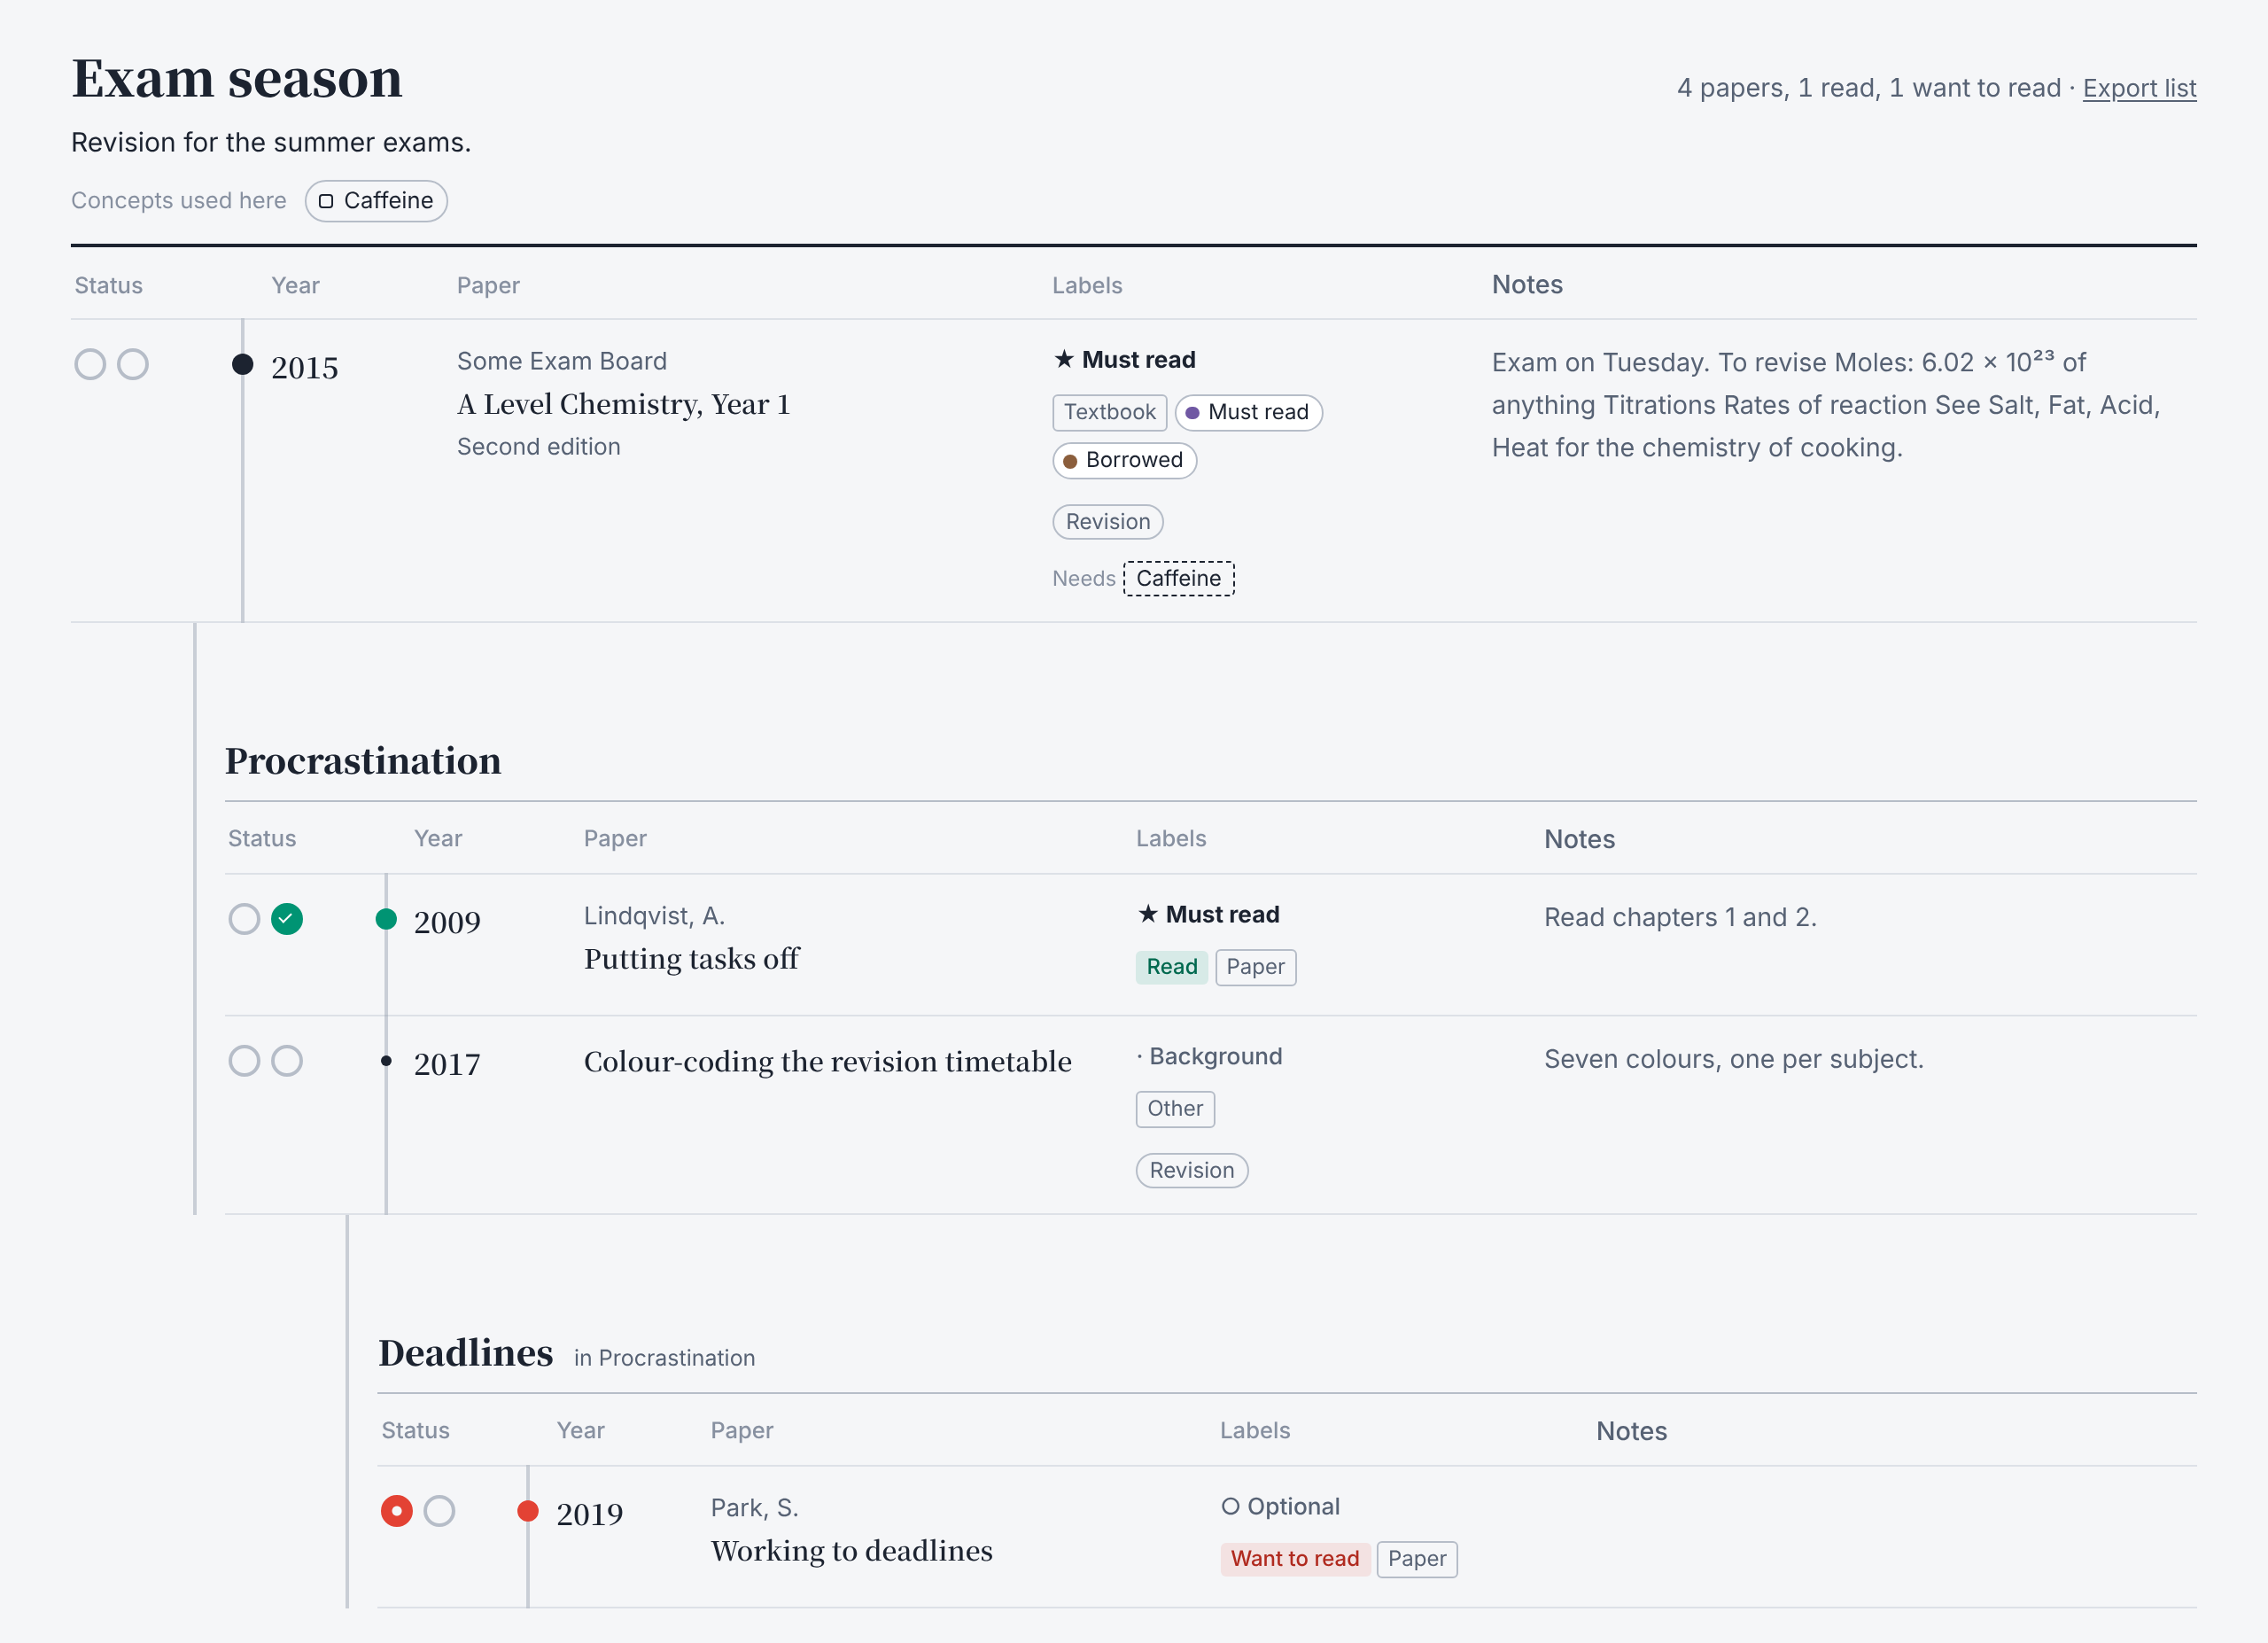 Exam season
4 papers, 1 read, 1 want to read · Export list
Revision for the summer exams.
Concepts used here Caffeine
Status Year Paper Labels Notes
2015
Some Exam Board
A Level Chemistry, Year 1
Second edition
★ Must read
Textbook Must read
Borrowed
Revision
Needs Caffeine
Exam on Tuesday. To revise Moles: 6.02 × 10²³ of
anything Titrations Rates of reaction See Salt, Fat, Acid,
Heat for the chemistry of cooking.
Procrastination
Status Year Paper Labels Notes
2009
Lindqvist, A.
Putting tasks off
★ Must read
Read Paper
Read chapters 1 and 2.
2017
Colour-coding the revision timetable
· Background
Other
Revision
Seven colours, one per subject.
Deadlines in Procrastination
Status Year Paper Labels Notes
2019
Park, S.
Working to deadlines
Optional
Want to read Paper